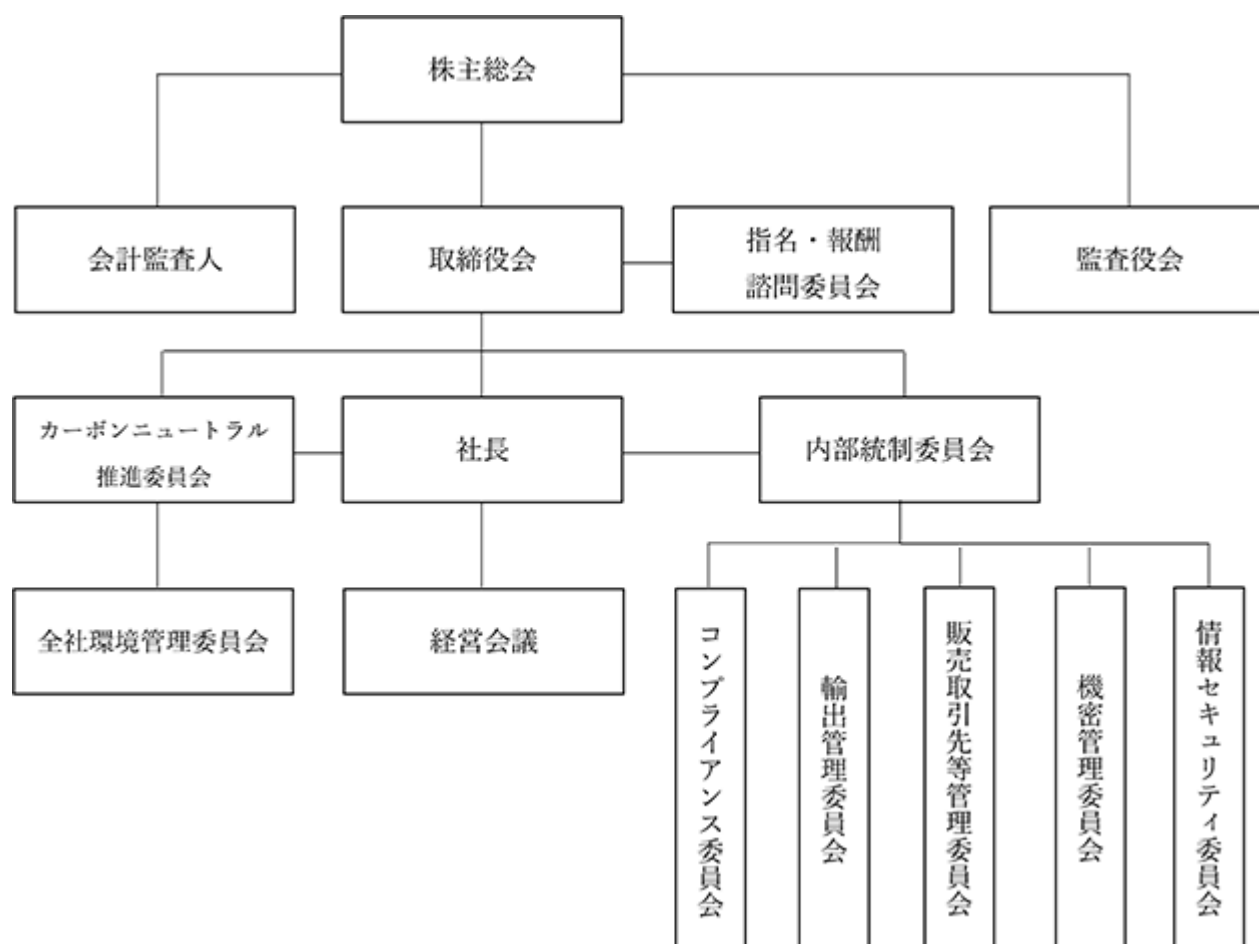 株主総会
会計監査人
取締役会
指名・報酬
諮問委員会
監査役会
カーボンニュートラル
推進委員会
社長
内部統制委員会
全社環境管理委員会
経営会議
コンプライアンス委員会
輸出管理委員会
販売取引先等管理委員会
機密管理委員会
情報セキュリティ委員会